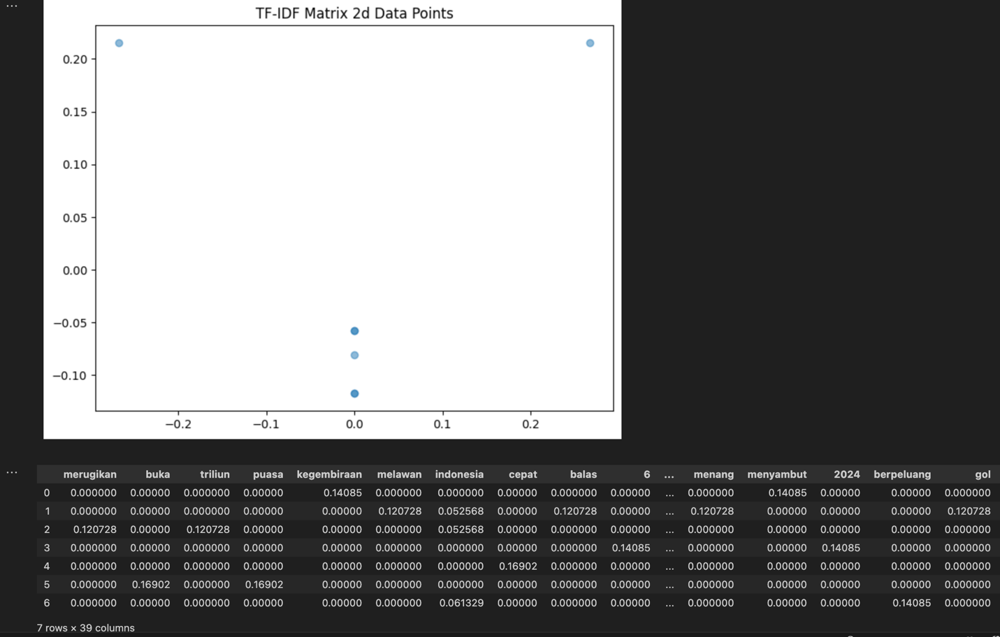 ...
TF-IDF Matrix 2d Data Points
0.20
0.15
0.10
0.05
0.00
−0.05
−0.10
−0.2 −0.1 0.0 0.1 0.2
...
merugikan buka triliun puasa kegembiraan melawan indonesia cepat balas 6 ... menang menyambut 2024 berpeluang gol
0 0.000000 0.00000 0.000000 0.00000 0.14085 0.000000 0.000000 0.00000 0.000000 0.00000 ... 0.000000 0.14085 0.00000 0.00000 0.000000
1 0.000000 0.00000 0.000000 0.00000 0.00000 0.120728 0.052568 0.00000 0.120728 0.00000 ... 0.120728 0.00000 0.00000 0.00000 0.120728
2 0.120728 0.00000 0.120728 0.00000 0.00000 0.000000 0.052568 0.00000 0.000000 0.00000 ... 0.000000 0.00000 0.00000 0.00000 0.000000
3 0.000000 0.00000 0.000000 0.00000 0.00000 0.000000 0.000000 0.00000 0.000000 0.14085 ... 0.000000 0.00000 0.14085 0.00000 0.000000
4 0.000000 0.00000 0.000000 0.00000 0.00000 0.000000 0.000000 0.16902 0.000000 0.00000 ... 0.000000 0.00000 0.00000 0.00000 0.000000
5 0.000000 0.16902 0.000000 0.16902 0.00000 0.000000 0.000000 0.00000 0.000000 0.00000 ... 0.000000 0.00000 0.00000 0.00000 0.000000
6 0.000000 0.00000 0.000000 0.00000 0.00000 0.000000 0.061329 0.00000 0.000000 0.00000 ... 0.000000 0.00000 0.00000 0.14085 0.000000
7 rows × 39 columns